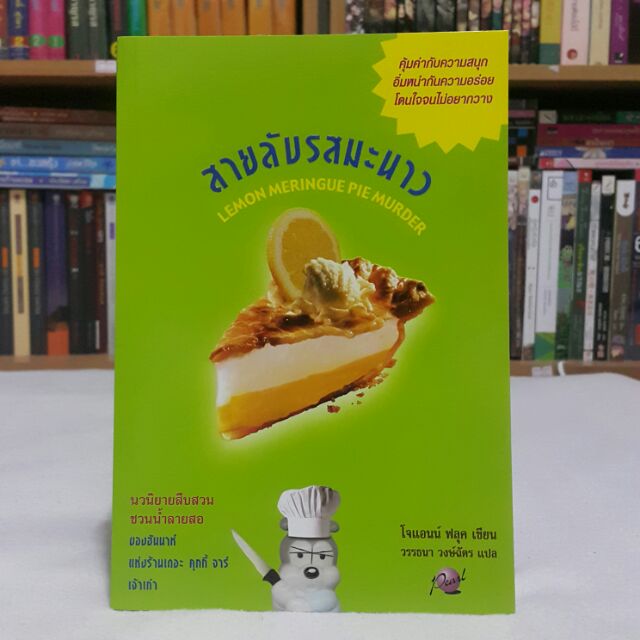 คุ้มค่ากับความสนุก
อิ่มหนำกับความอร่อย
โดนใจจนไม่อยากวาง
สายลับรสมะนาว
LEMON MERINGUE PIE MURDER
นวนิยายสืบสวน
ชวนน้ำลายสอ
ของฮันนาห์
แห่งร้านเดอะ คุกกี้ จาร์
เจ้าเก่า
โจแอนน์ ฟลุค เขียน
วรรธนา วงษ์ฉัตร แปล
Pearl